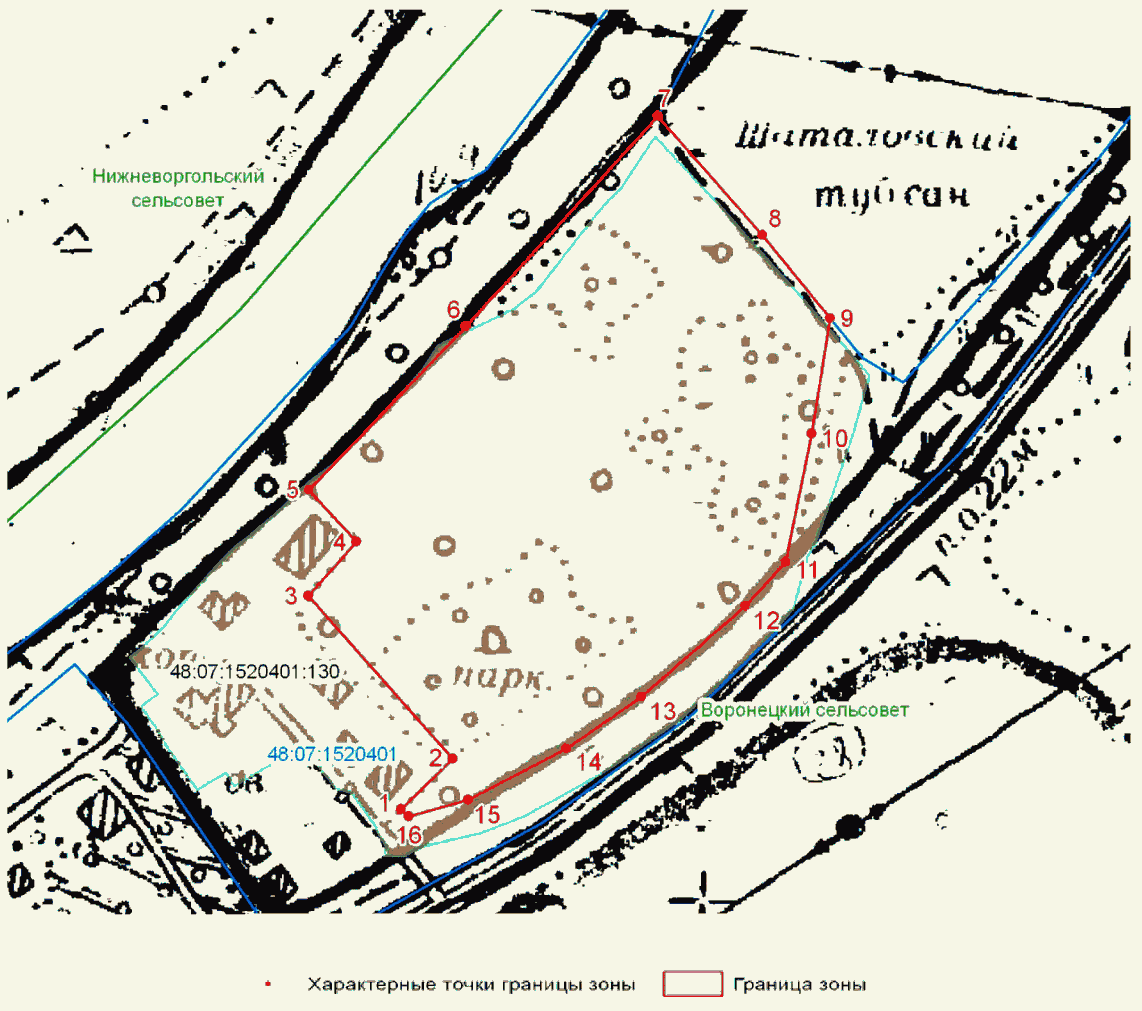 7
Шаталовский
тубсан
Нижневоргольский
сельсовет
8
6
9
10
5
4
11
3
12
п.о.22м
48:07:1520401:130
парк
13
Воронецкий сельсовет
14
48:07:1520401
2
1
15
16
Характерные точки границы зоны
Граница зоны